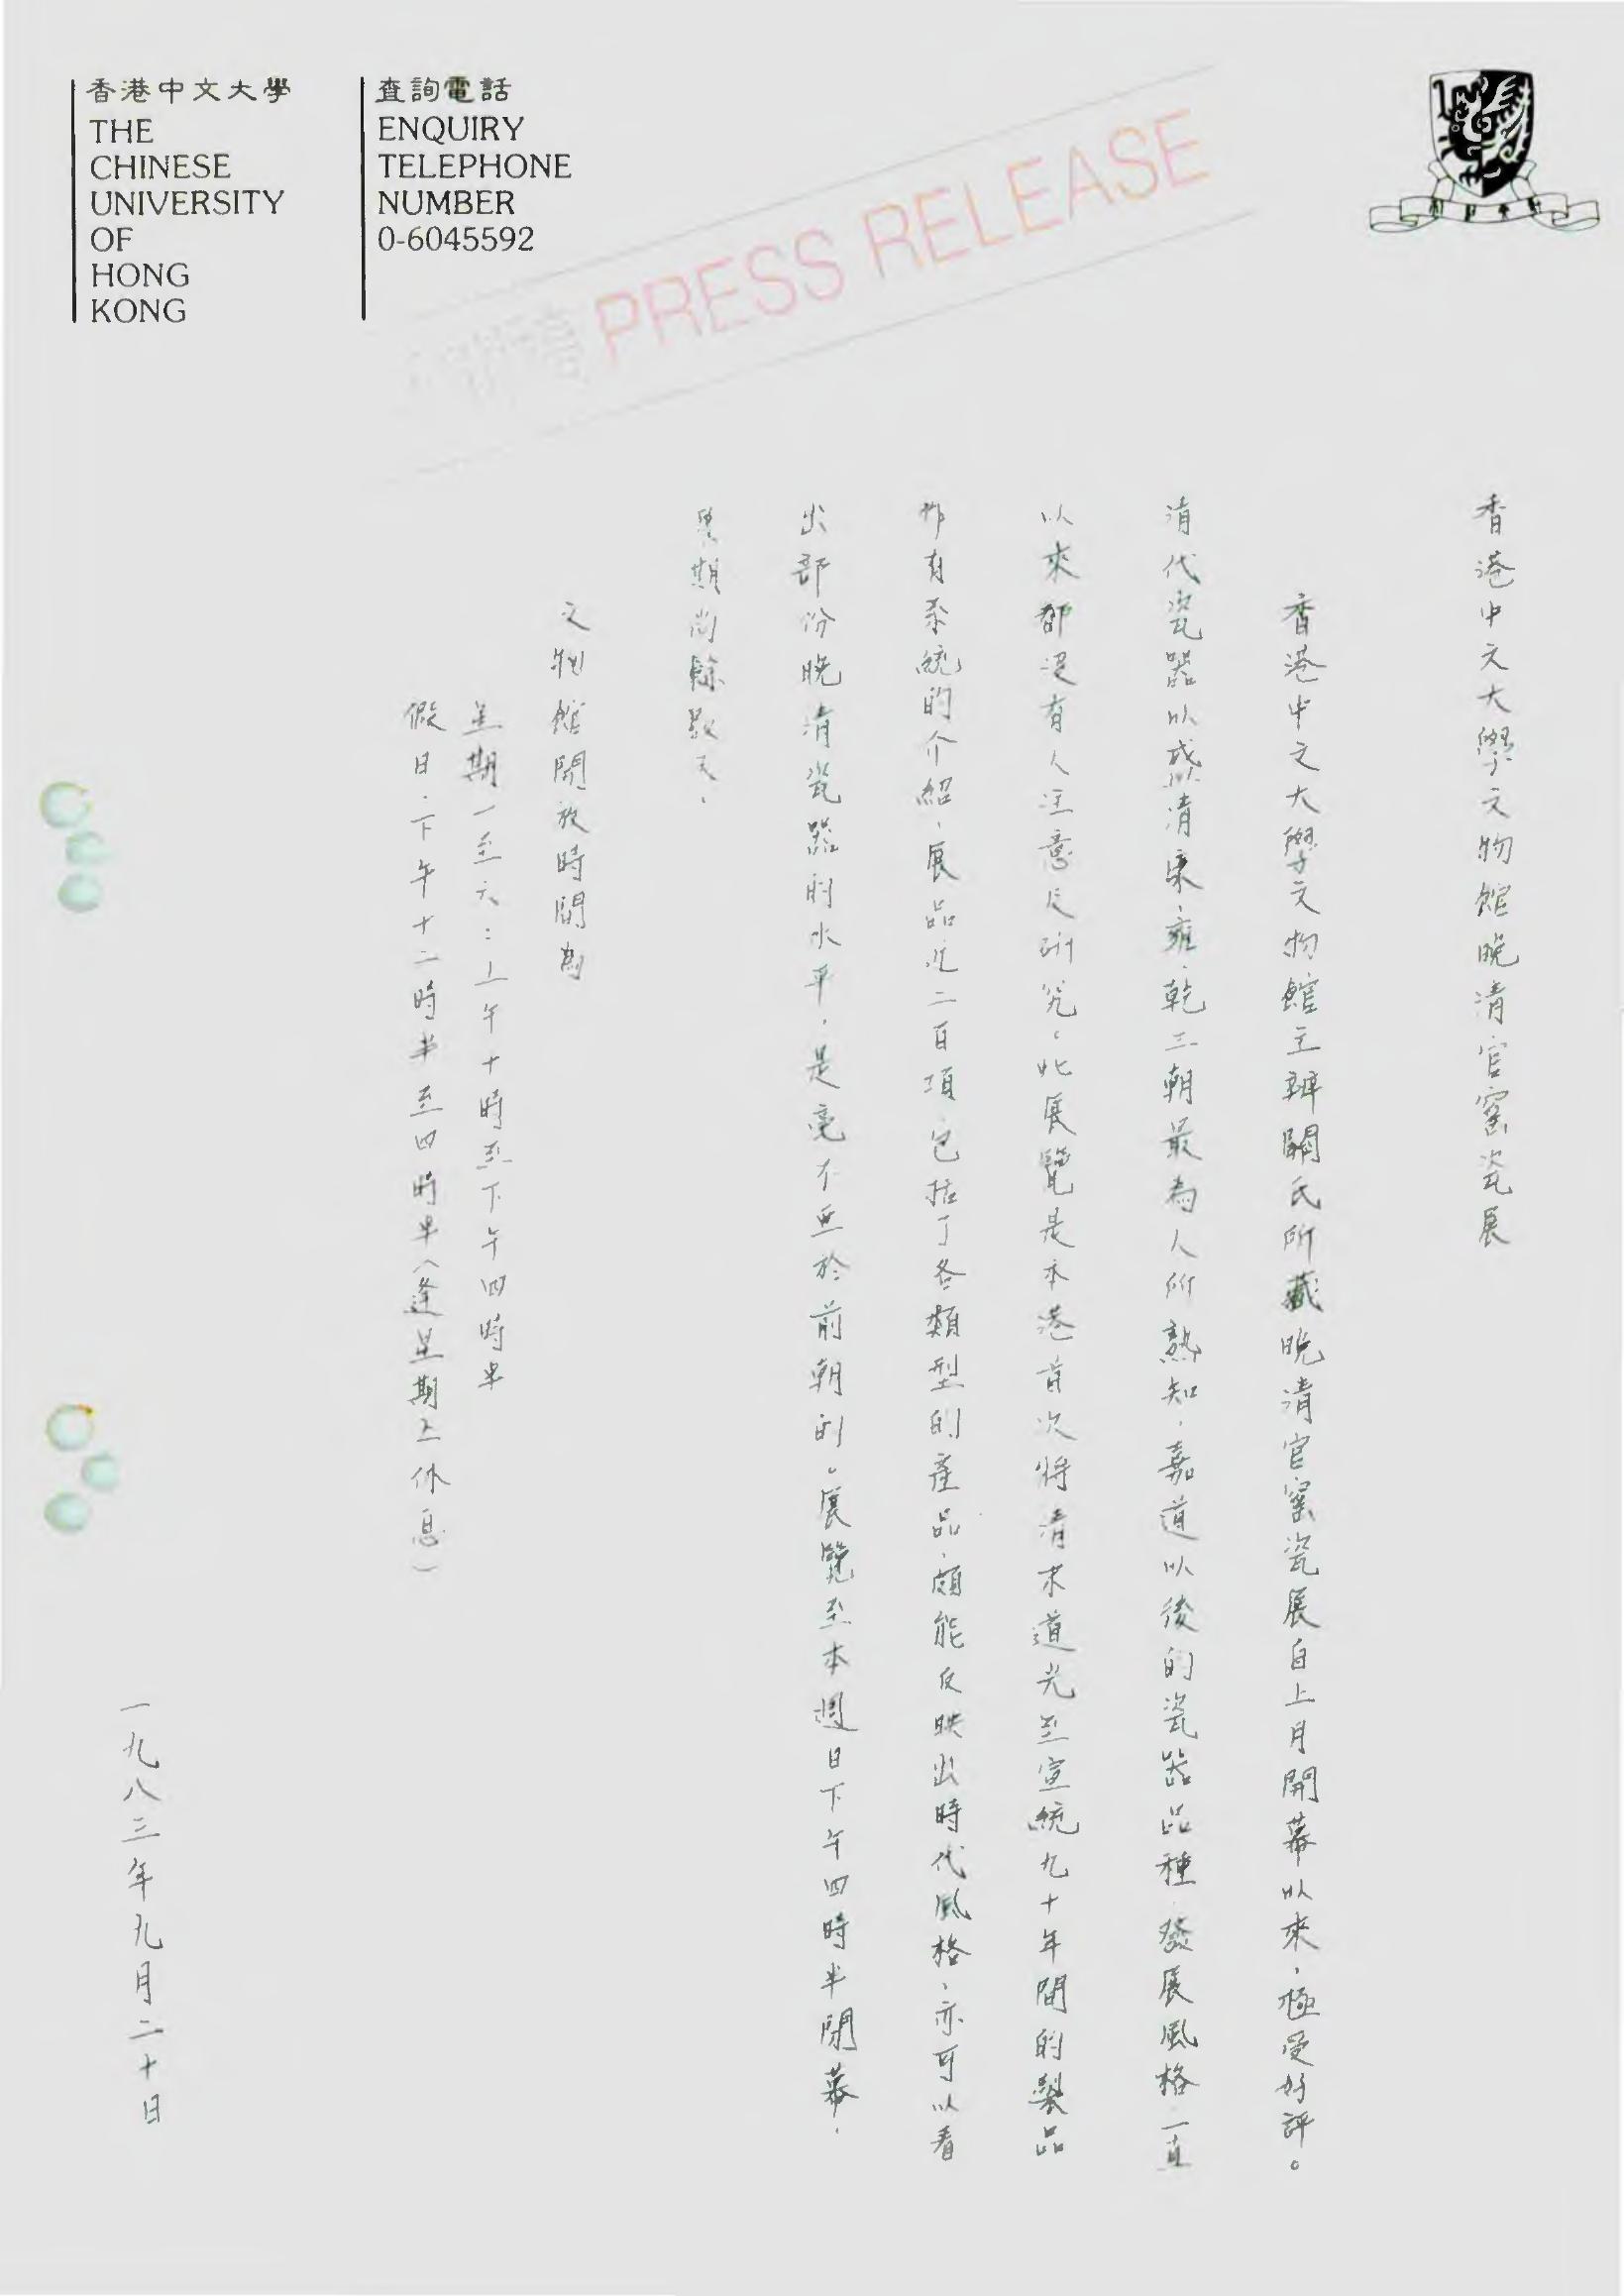 香港中文大學
THE
CHINESE
UNIVERSITY
OF
HONG
KONG
查詢電話
ENQUIRY
TELEPHONE
NUMBER
0-6045592
PRESS RELEASE
香港中文大學文物館晚清官窰瓷展
香港中文大學文物館主辦關氏所藏晚清官窰瓷展自上月開幕以來，極受好評。
清代瓷器以盛清康、雍、乾三朝最為人所熟知，嘉道以後的瓷器品種、發展風格一直
以來都沒有人注意及研究。此展覽是本港首次將清末道光至宣統九十年間的製品
作有系統的介紹，展品近二百項，包括了各類型的產品，頗能反映出時代風格，亦可以看
出部份晚清瓷器的水平，是毫不亞於前朝的。展覽至本週日下午四時半閉幕，
展期尚餘數天。
文物館開放時間為
星期一至六：上午十時至下午四時半
假日：下午十二時半至四時半（逢星期二休息）
一九八三年九月二十日